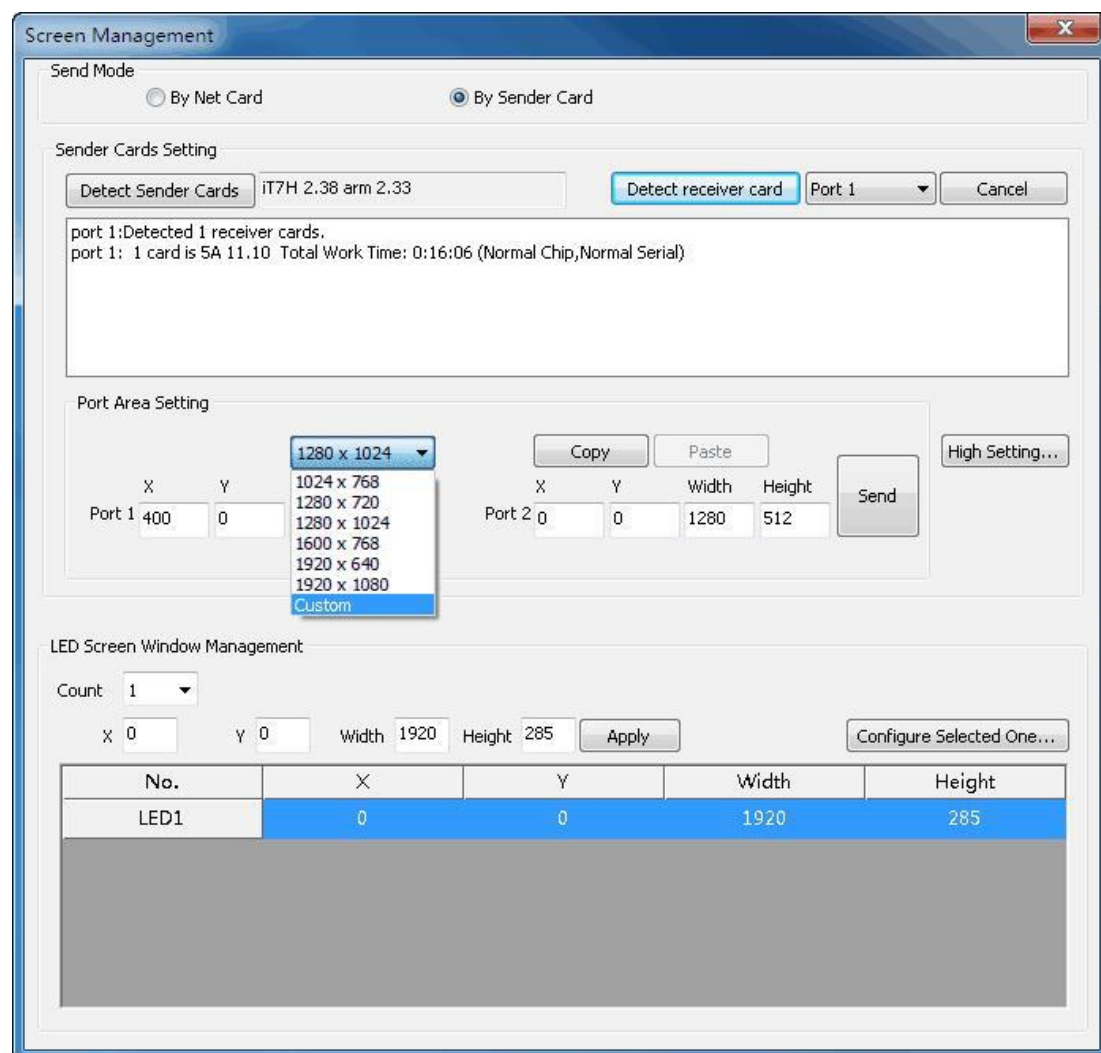 Screen Management
Send Mode
By Net Card
By Sender Card
Sender Cards Setting
Detect Sender Cards
iT7H 2.38 arm 2.33
Detect receiver card
Port 1
Cancel
port 1:Detected 1 receiver cards.
port 1: 1 card is 5A 11.10 Total Work Time: 0:16:06 (Normal Chip,Normal Serial)
Port Area Setting
1280 x 1024
Copy
Paste
High Setting...
1024 x 768
1280 x 720
1280 x 1024
1600 x 768
1920 x 640
1920 x 1080
Custom
X Y
Port 1 400 0
X Y Width Height
Port 2 0 0 1280 512
Send
LED Screen Window Management
Count 1
X 0 Y 0 Width 1920 Height 285 Apply
Configure Selected One...
No. X Y Width Height
LED1 0 0 1920 285